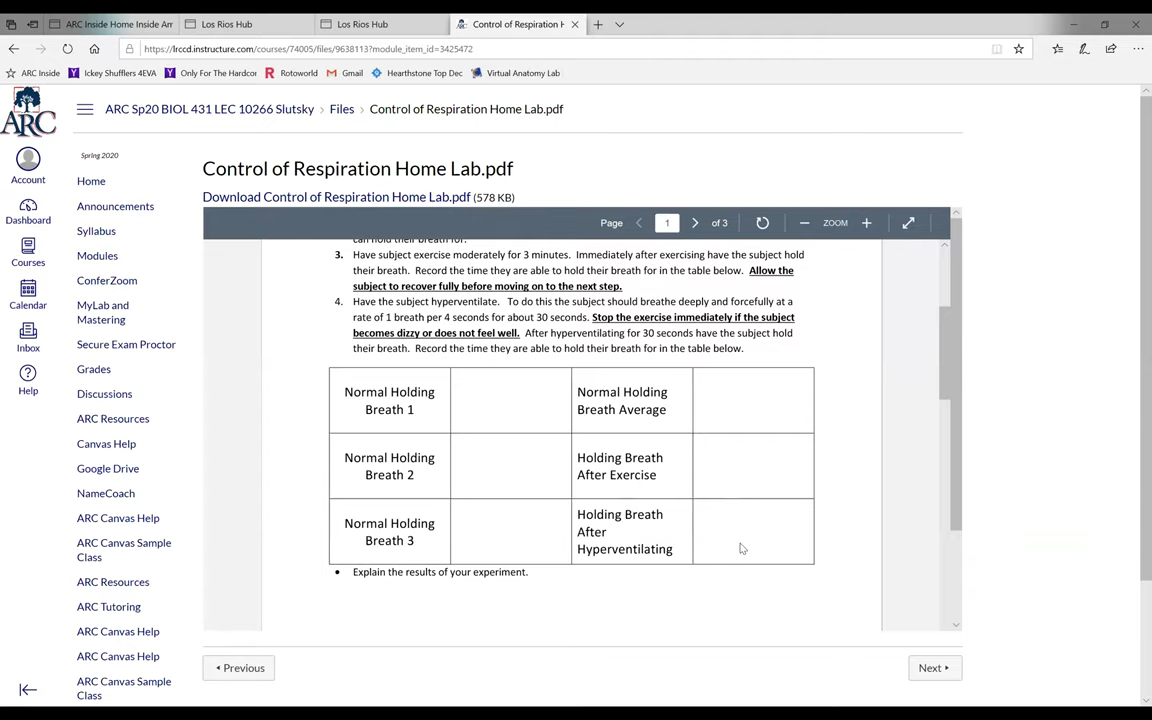 ARC Inside Home Inside Am
Los Rios Hub
Los Rios Hub
Control of Respiration H
https://lrccd.instructure.com/courses/74005/files/9638113?module_item_id=3425472
ARC Inside
Ickey Shufflers 4EVA
Only For The Hardcor
Rotoworld
Gmail
Hearthstone Top Dec
Virtual Anatomy Lab
ARC
ARC Sp20 BIOL 431 LEC 10266 Slutsky › Files › Control of Respiration Home Lab.pdf
Account
Dashboard
Courses
Calendar
Inbox
Help
Spring 2020
Home
Announcements
Syllabus
Modules
ConferZoom
MyLab and
Mastering
Secure Exam Proctor
Grades
Discussions
ARC Resources
Canvas Help
Google Drive
NameCoach
ARC Canvas Help
ARC Canvas Sample
Class
ARC Resources
ARC Tutoring
ARC Canvas Help
ARC Canvas Help
ARC Canvas Sample
Class
Control of Respiration Home Lab.pdf
Download Control of Respiration Home Lab.pdf (578 KB)
Page 1 of 3 ZOOM
can hold their breath for.
3. Have subject exercise moderately for 3 minutes. Immediately after exercising have the subject hold
their breath. Record the time they are able to hold their breath for in the table below. Allow the
subject to recover fully before moving on to the next step.
4. Have the subject hyperventilate. To do this the subject should breathe deeply and forcefully at a
rate of 1 breath per 4 seconds for about 30 seconds. Stop the exercise immediately if the subject
becomes dizzy or does not feel well. After hyperventilating for 30 seconds have the subject hold
their breath. Record the time they are able to hold their breath for in the table below.
Normal Holding
Breath 1
Normal Holding
Breath Average
Normal Holding
Breath 2
Holding Breath
After Exercise
Normal Holding
Breath 3
Holding Breath
After
Hyperventilating
• Explain the results of your experiment.
Previous
Next